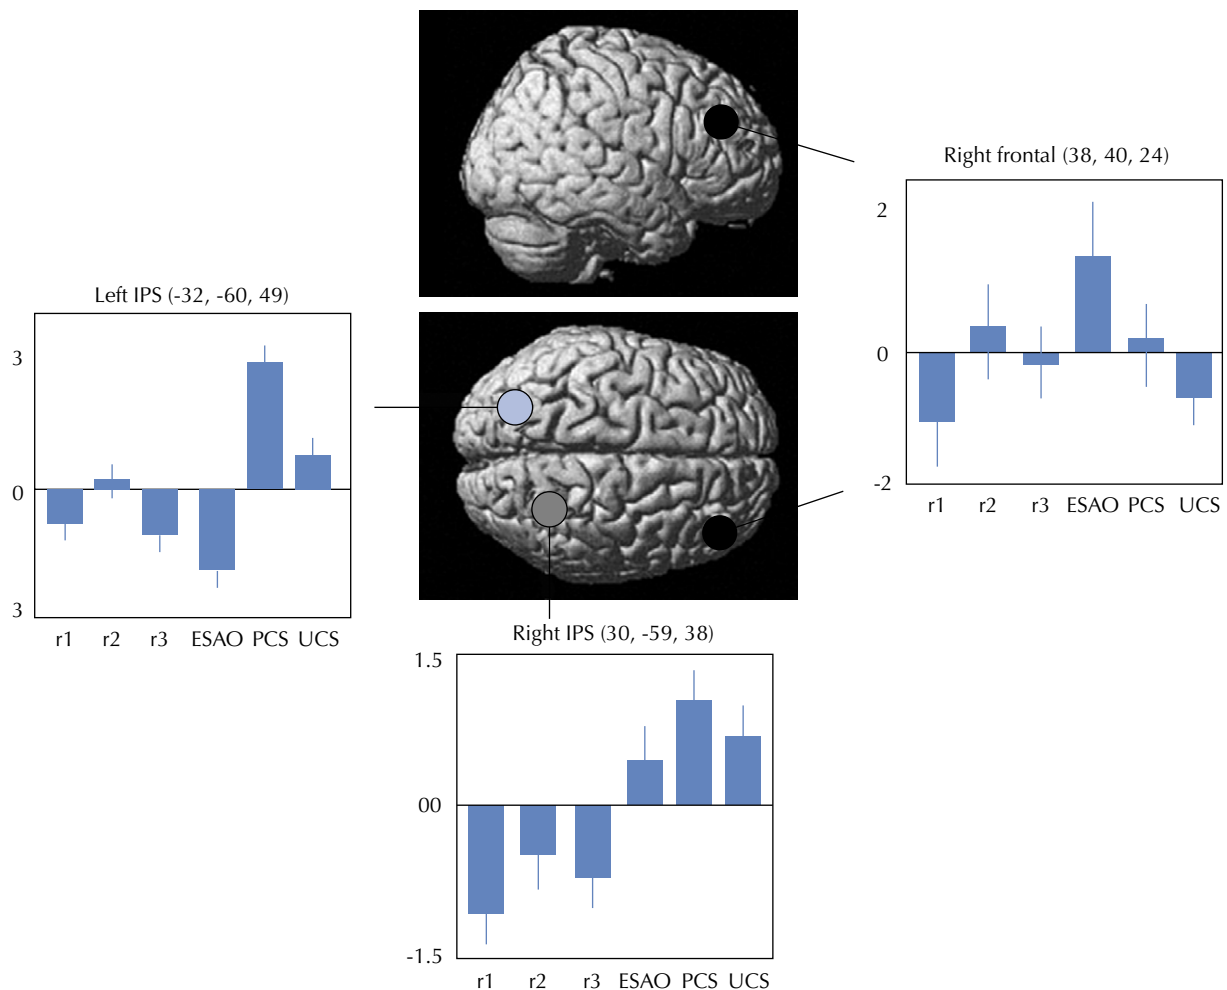 Right frontal (38, 40, 24)
2
0
-2
r1 r2 r3 ESAO PCS UCS
Left IPS (-32, -60, 49)
3
0
3
r1 r2 r3 ESAO PCS UCS
Right IPS (30, -59, 38)
1.5
00
-1.5
r1 r2 r3 ESAO PCS UCS